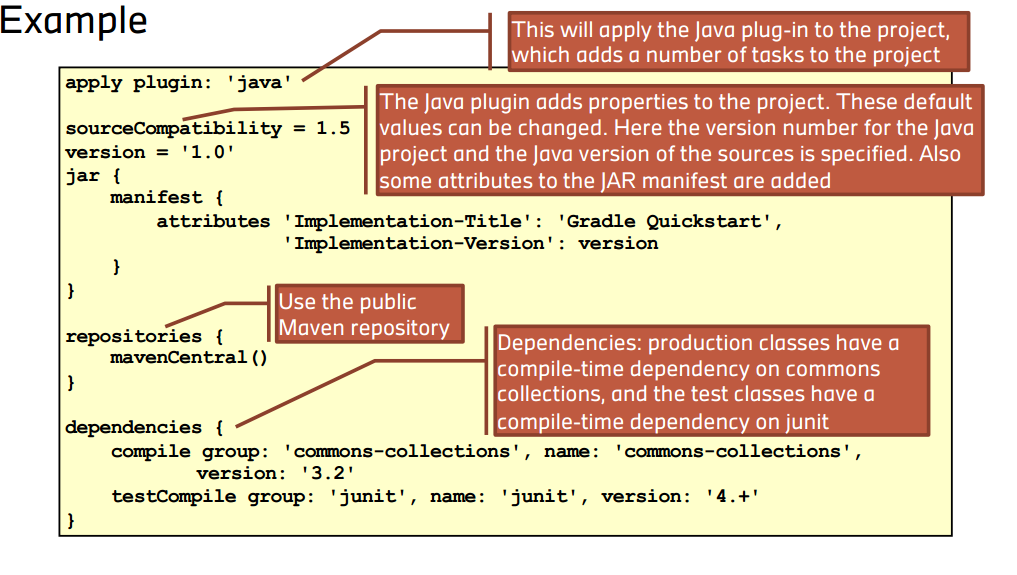 Example
This will apply the Java plug-in to the project,
which adds a number of tasks to the project
apply plugin: 'java'
The Java plugin adds properties to the project. These default
values can be changed. Here the version number for the Java
project and the Java version of the sources is specified. Also
some attributes to the JAR manifest are added
sourceCompatibility = 1.5
version = '1.0'
jar {
    manifest {
        attributes 'Implementation-Title': 'Gradle Quickstart',
                   'Implementation-Version': version
    }
}
Use the public
Maven repository
repositories {
    mavenCentral()
}
Dependencies: production classes have a
compile-time dependency on commons
collections, and the test classes have a
compile-time dependency on junit
dependencies {
    compile group: 'commons-collections', name: 'commons-collections',
            version: '3.2'
    testCompile group: 'junit', name: 'junit', version: '4.+'
}